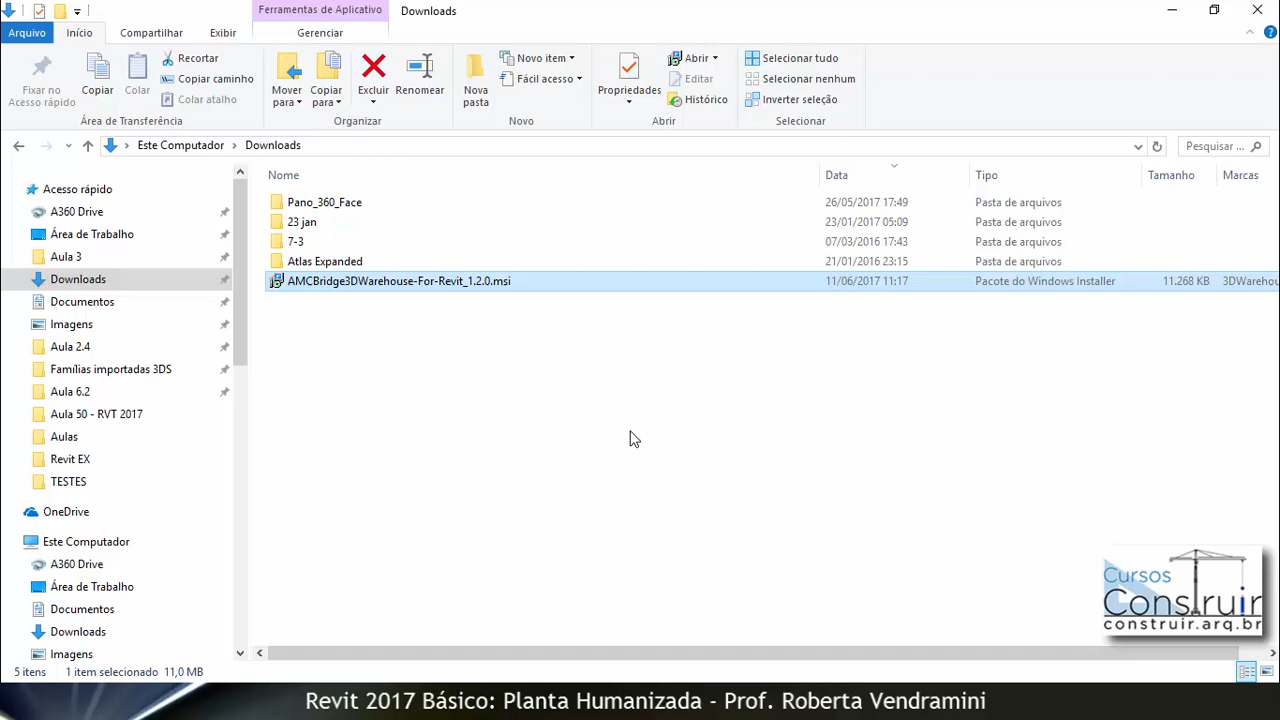 Ferramentas de Aplicativo
Downloads
Arquivo
Início
Compartilhar
Exibir
Gerenciar
Fixar no Acesso rápido
Copiar
Colar
Recortar
Copiar caminho
Colar atalho
Área de Transferência
Mover para
Copiar para
Excluir
Renomear
Organizar
Nova pasta
Novo item
Fácil acesso
Novo
Propriedades
Abrir
Editar
Histórico
Abrir
Selecionar tudo
Selecionar nenhum
Inverter seleção
Selecionar
Este Computador > Downloads
Pesquisar ...
Nome Data Tipo Tamanho Marcas
Pano_360_Face 26/05/2017 17:49 Pasta de arquivos
23 jan 23/01/2017 05:09 Pasta de arquivos
7-3 07/03/2016 17:43 Pasta de arquivos
Atlas Expanded 21/01/2016 23:15 Pasta de arquivos
AMCBridge3DWarehouse-For-Revit_1.2.0.msi 11/06/2017 11:17 Pacote do Windows Installer 11.268 KB 3DWarehou
Acesso rápido
A360 Drive
Área de Trabalho
Aula 3
Downloads
Documentos
Imagens
Aula 2.4
Famílias importadas 3DS
Aula 6.2
Aula 50 - RVT 2017
Aulas
Revit EX
TESTES
OneDrive
Este Computador
A360 Drive
Área de Trabalho
Documentos
Downloads
Imagens
5 itens 1 item selecionado 11,0 MB
Cursos
Construir
construir.arq.br
Revit 2017 Básico: Planta Humanizada - Prof. Roberta Vendramini